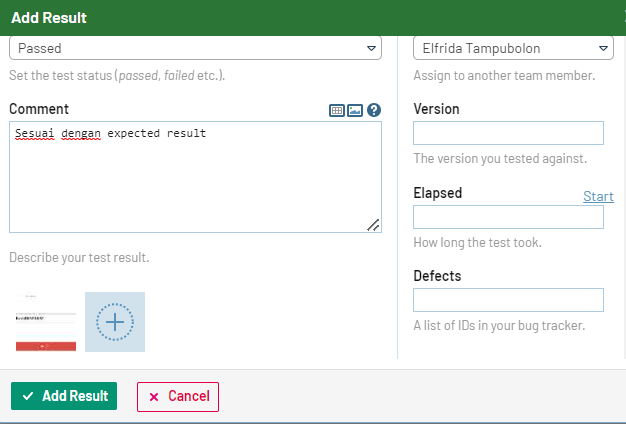 Add Result
Passed
Set the test status (passed, failed etc.).
Comment
Sesuai dengan expected result
Describe your test result.
Elfrida Tampubolon
Assign to another team member.
Version
The version you tested against.
Elapsed
Start
How long the test took.
Defects
A list of IDs in your bug tracker.
Add Result
Cancel